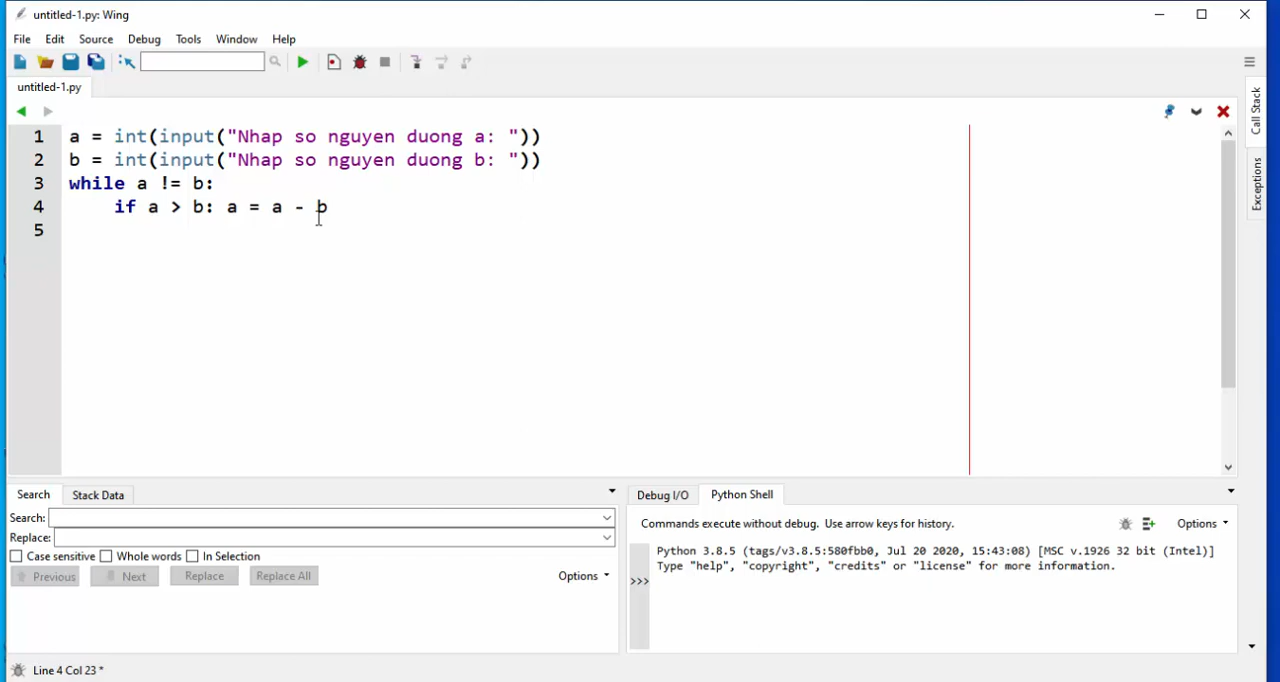 untitled-1.py: Wing
File Edit Source Debug Tools Window Help
untitled-1.py
1 a = int(input("Nhap so nguyen duong a: "))
2 b = int(input("Nhap so nguyen duong b: "))
3 while a != b:
4     if a > b: a = a - b
5
Call Stack
Exceptions
Search Stack Data
Search:
Replace:
Case sensitive Whole words In Selection
Previous Next Replace Replace All Options
Debug I/O Python Shell
Commands execute without debug.  Use arrow keys for history. Options
Python 3.8.5 (tags/v3.8.5:580fbb0, Jul 20 2020, 15:43:08) [MSC v.1926 32 bit (Intel)]
Type "help", "copyright", "credits" or "license" for more information.
>>>
Line 4 Col 23 *